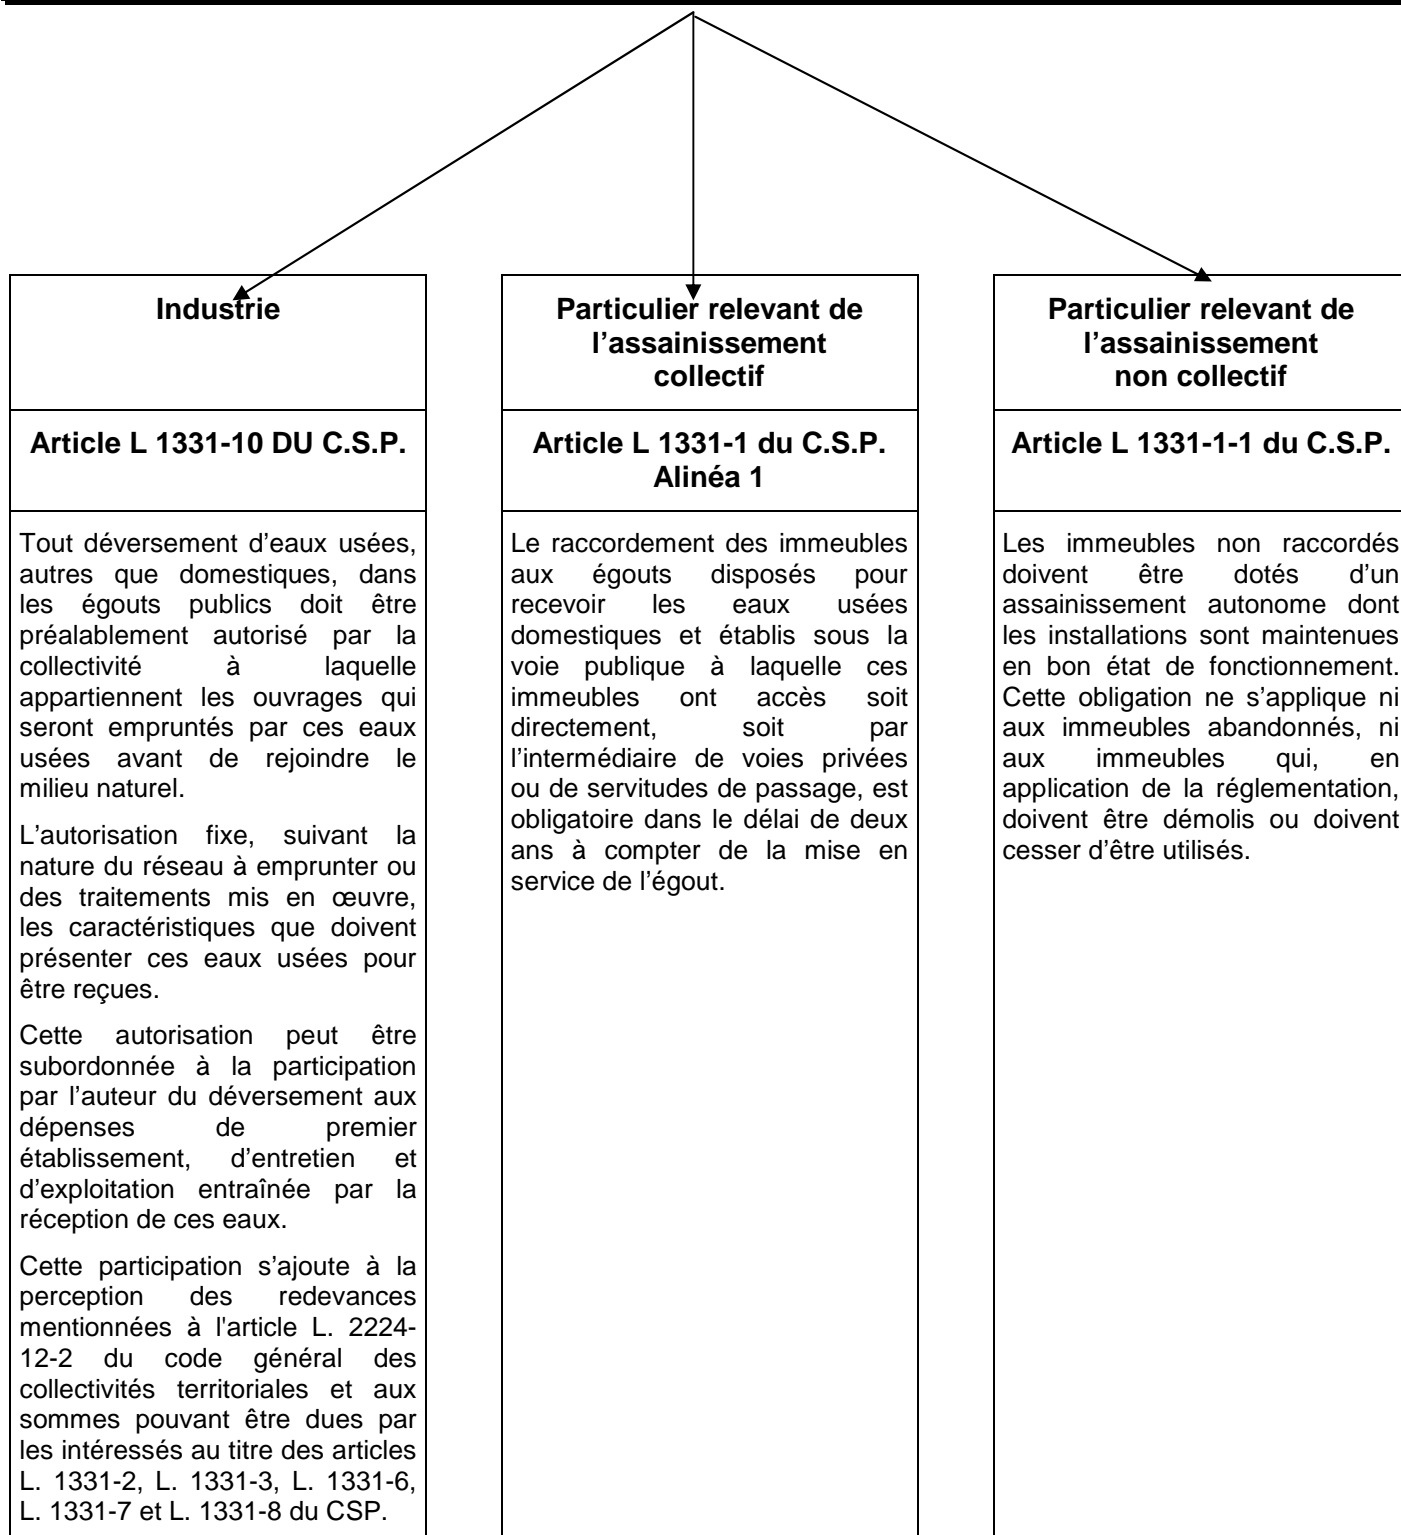 Industrie
Article L 1331-10 DU C.S.P.
Tout déversement d'eaux usées,
autres que domestiques, dans
les égouts publics doit être
préalablement autorisé par la
collectivité à laquelle
appartiennent les ouvrages qui
seront empruntés par ces eaux
usées avant de rejoindre le
milieu naturel.
L'autorisation fixe, suivant la
nature du réseau à emprunter ou
des traitements mis en œuvre,
les caractéristiques que doivent
présenter ces eaux usées pour
être reçues.
Cette autorisation peut être
subordonnée à la participation
par l'auteur du déversement aux
dépenses de premier
établissement, d'entretien et
d'exploitation entraînée par la
réception de ces eaux.
Cette participation s'ajoute à la
perception des redevances
mentionnées à l'article L. 2224-
12-2 du code général des
collectivités territoriales et aux
sommes pouvant être dues par
les intéressés au titre des articles
L. 1331-2, L. 1331-3, L. 1331-6,
L. 1331-7 et L. 1331-8 du CSP.
Particulier relevant de
l'assainissement
collectif
Article L 1331-1 du C.S.P.
Alinéa 1
Le raccordement des immeubles
aux égouts disposés pour
recevoir les eaux usées
domestiques et établis sous la
voie publique à laquelle ces
immeubles ont accès soit
directement, soit par
l'intermédiaire de voies privées
ou de servitudes de passage, est
obligatoire dans le délai de deux
ans à compter de la mise en
service de l'égout.
Particulier relevant de
l'assainissement
non collectif
Article L 1331-1-1 du C.S.P.
Les immeubles non raccordés
doivent être dotés d'un
assainissement autonome dont
les installations sont maintenues
en bon état de fonctionnement.
Cette obligation ne s'applique ni
aux immeubles abandonnés, ni
aux immeubles qui, en
application de la réglementation,
doivent être démolis ou doivent
cesser d'être utilisés.